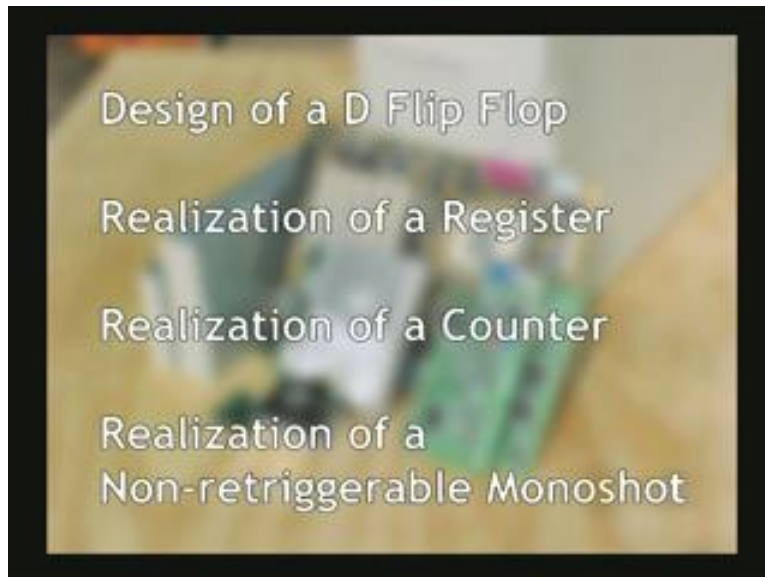 Design of a D Flip Flop
Realization of a Register
Realization of a Counter
Realization of a
Non-retriggerable Monoshot